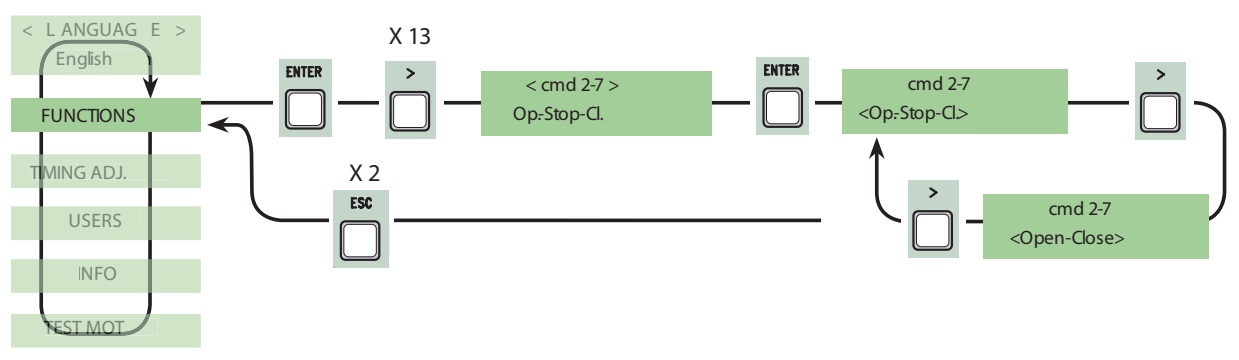 < L ANGUAG E >
English
FUNCTIONS
TIMING ADJ.
USERS
INFO
TEST MOT
ENTER
X 13
>
< cmd 2-7 >
Op.-Stop-Cl.
ENTER
cmd 2-7
<Op.-Stop-Cl.>
>
X 2
ESC
>
cmd 2-7
<Open-Close>